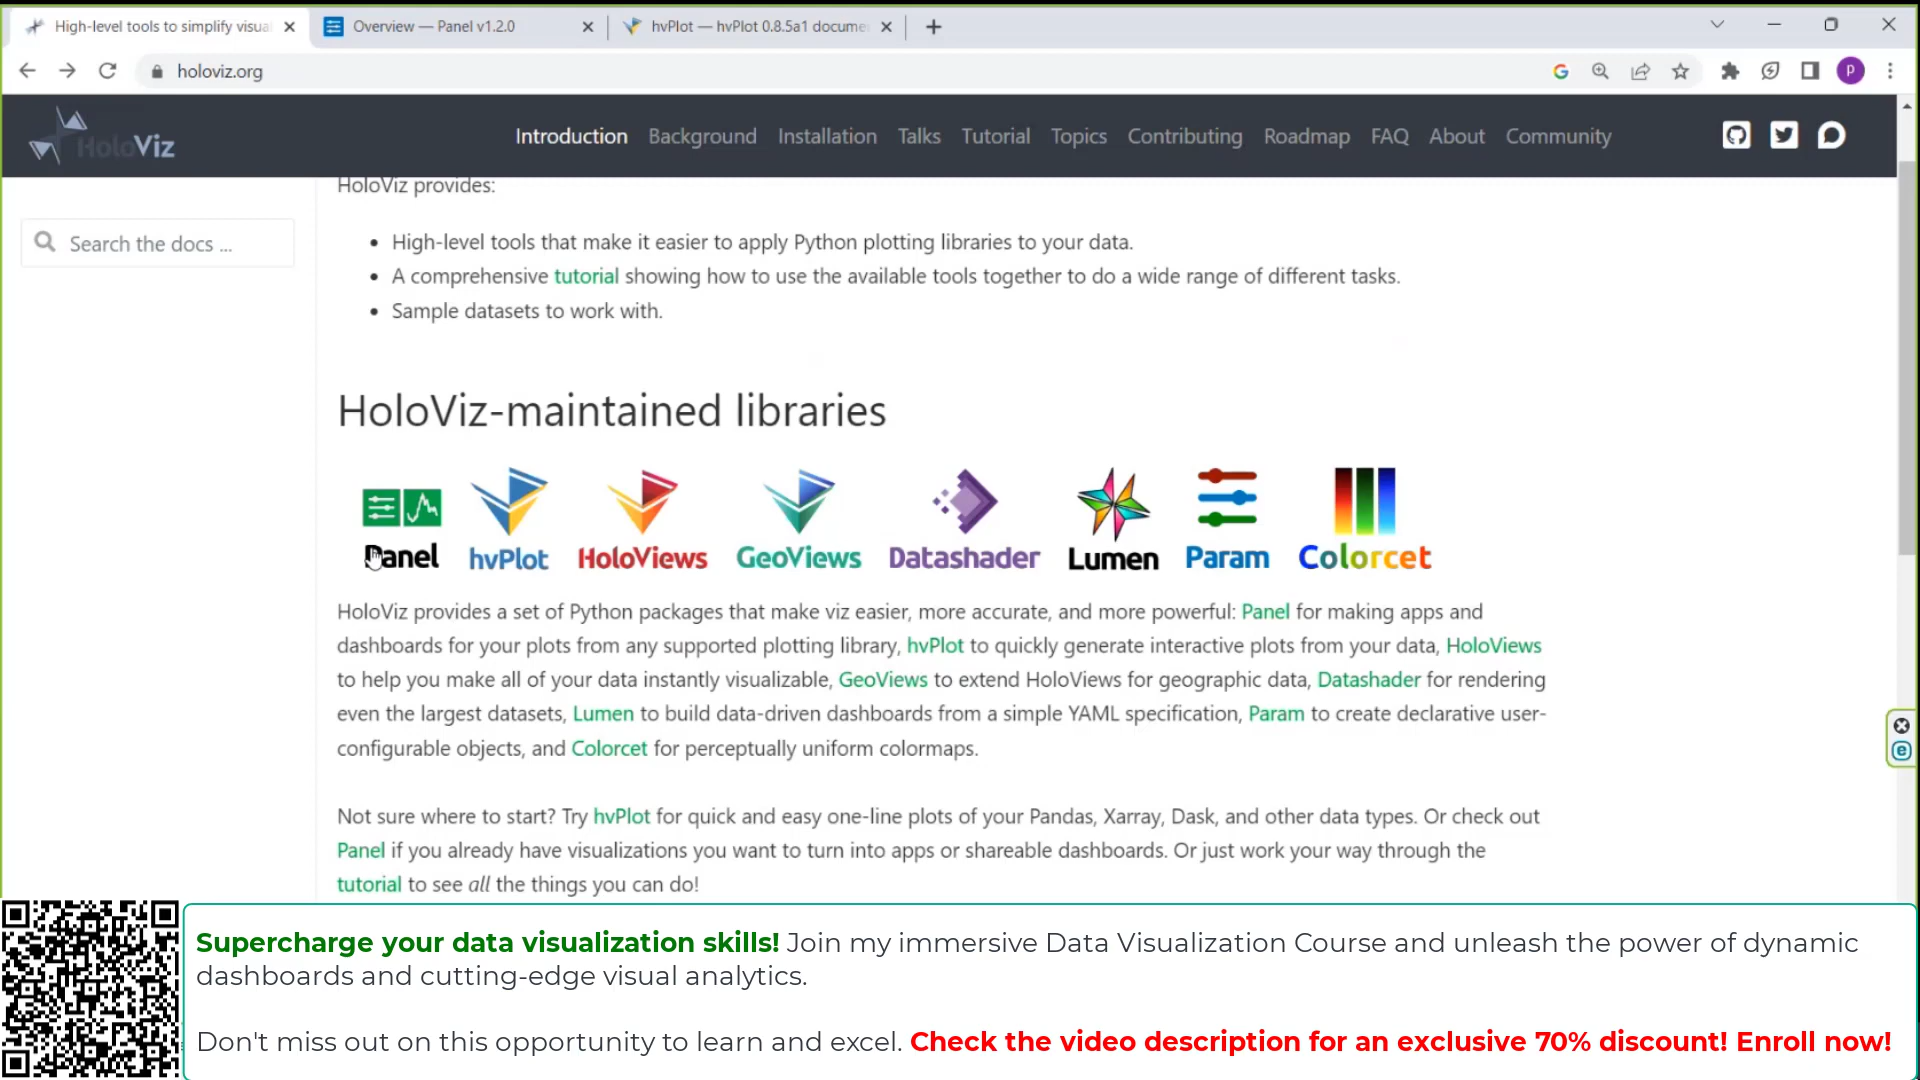 High-level tools to simplify visua
Overview — Panel v1.2.0
hvPlot — hvPlot 0.8.5a1 docume
holoviz.org
P
HoloViz
Introduction Background Installation Talks Tutorial Topics Contributing Roadmap FAQ About Community
HoloViz provides:
Search the docs ...
High-level tools that make it easier to apply Python plotting libraries to your data.
A comprehensive tutorial showing how to use the available tools together to do a wide range of different tasks.
Sample datasets to work with.
HoloViz-maintained libraries
Panel hvPlot HoloViews GeoViews Datashader Lumen Param Colorcet
HoloViz provides a set of Python packages that make viz easier, more accurate, and more powerful: Panel for making apps and
dashboards for your plots from any supported plotting library, hvPlot to quickly generate interactive plots from your data, HoloViews
to help you make all of your data instantly visualizable, GeoViews to extend HoloViews for geographic data, Datashader for rendering
even the largest datasets, Lumen to build data-driven dashboards from a simple YAML specification, Param to create declarative user-
configurable objects, and Colorcet for perceptually uniform colormaps.
Not sure where to start? Try hvPlot for quick and easy one-line plots of your Pandas, Xarray, Dask, and other data types. Or check out
Panel if you already have visualizations you want to turn into apps or shareable dashboards. Or just work your way through the
tutorial to see all the things you can do!
Supercharge your data visualization skills! Join my immersive Data Visualization Course and unleash the power of dynamic
dashboards and cutting-edge visual analytics.
Don't miss out on this opportunity to learn and excel. Check the video description for an exclusive 70% discount! Enroll now!